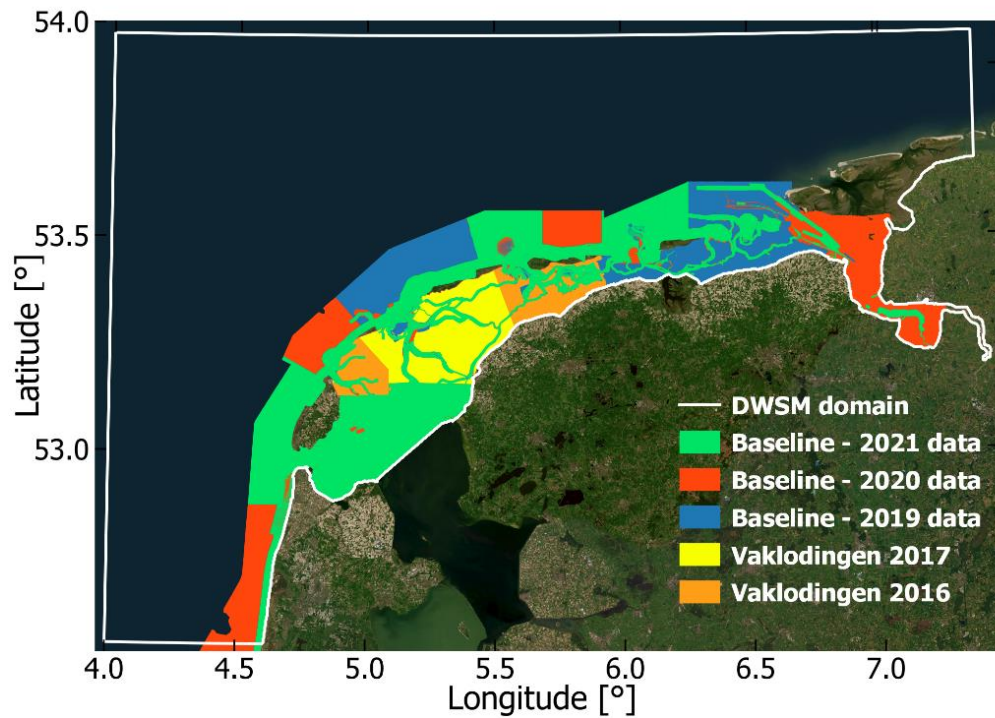 54.0
53.5
53.0
Latitude [°]
DWSM domain
Baseline - 2021 data
Baseline - 2020 data
Baseline - 2019 data
Vaklodingen 2017
Vaklodingen 2016
4.0 4.5 5.0 5.5 6.0 6.5 7.0
Longitude [°]